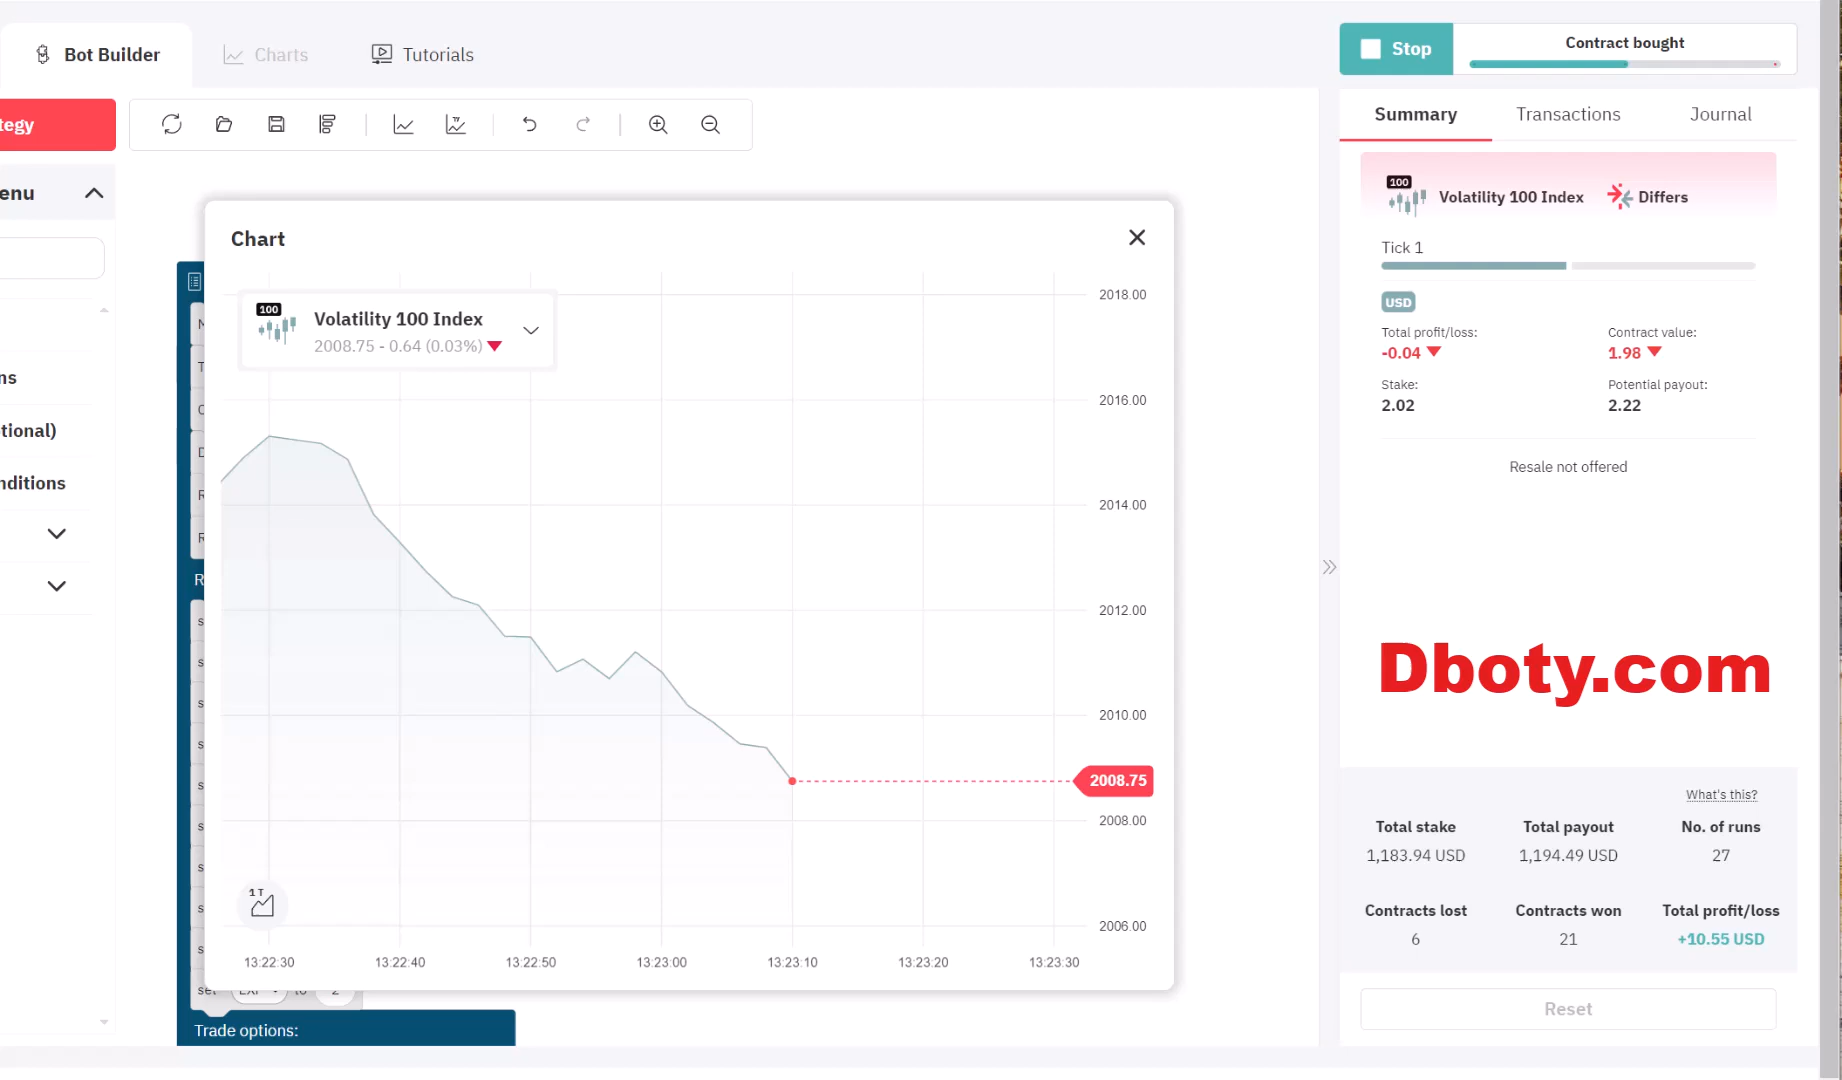 Bot Builder
Charts
Tutorials
Stop
Contract bought
tegy
Summary
Transactions
Journal
enu
100
Volatility 100 Index
Differs
Chart
Tick 1
100
Volatility 100 Index
2008.75 - 0.64 (0.03%)
USD
Total profit/loss:
Contract value:
-0.04
1.98
Stake:
Potential payout:
2.02
2.22
Resale not offered
ns
tional)
nditions
M
T
C
D
R
R
R
s
s
s
s
s
s
s
s
s
2018.00
2016.00
2014.00
2012.00
2010.00
2008.75
2008.00
2006.00
1 T
13:22:30
13:22:40
13:22:50
13:23:00
13:23:10
13:23:20
13:23:30
to 2
Trade options:
Dboty.com
What's this?
Total stake
Total payout
No. of runs
1,183.94 USD
1,194.49 USD
27
Contracts lost
Contracts won
Total profit/loss
6
21
+10.55 USD
Reset